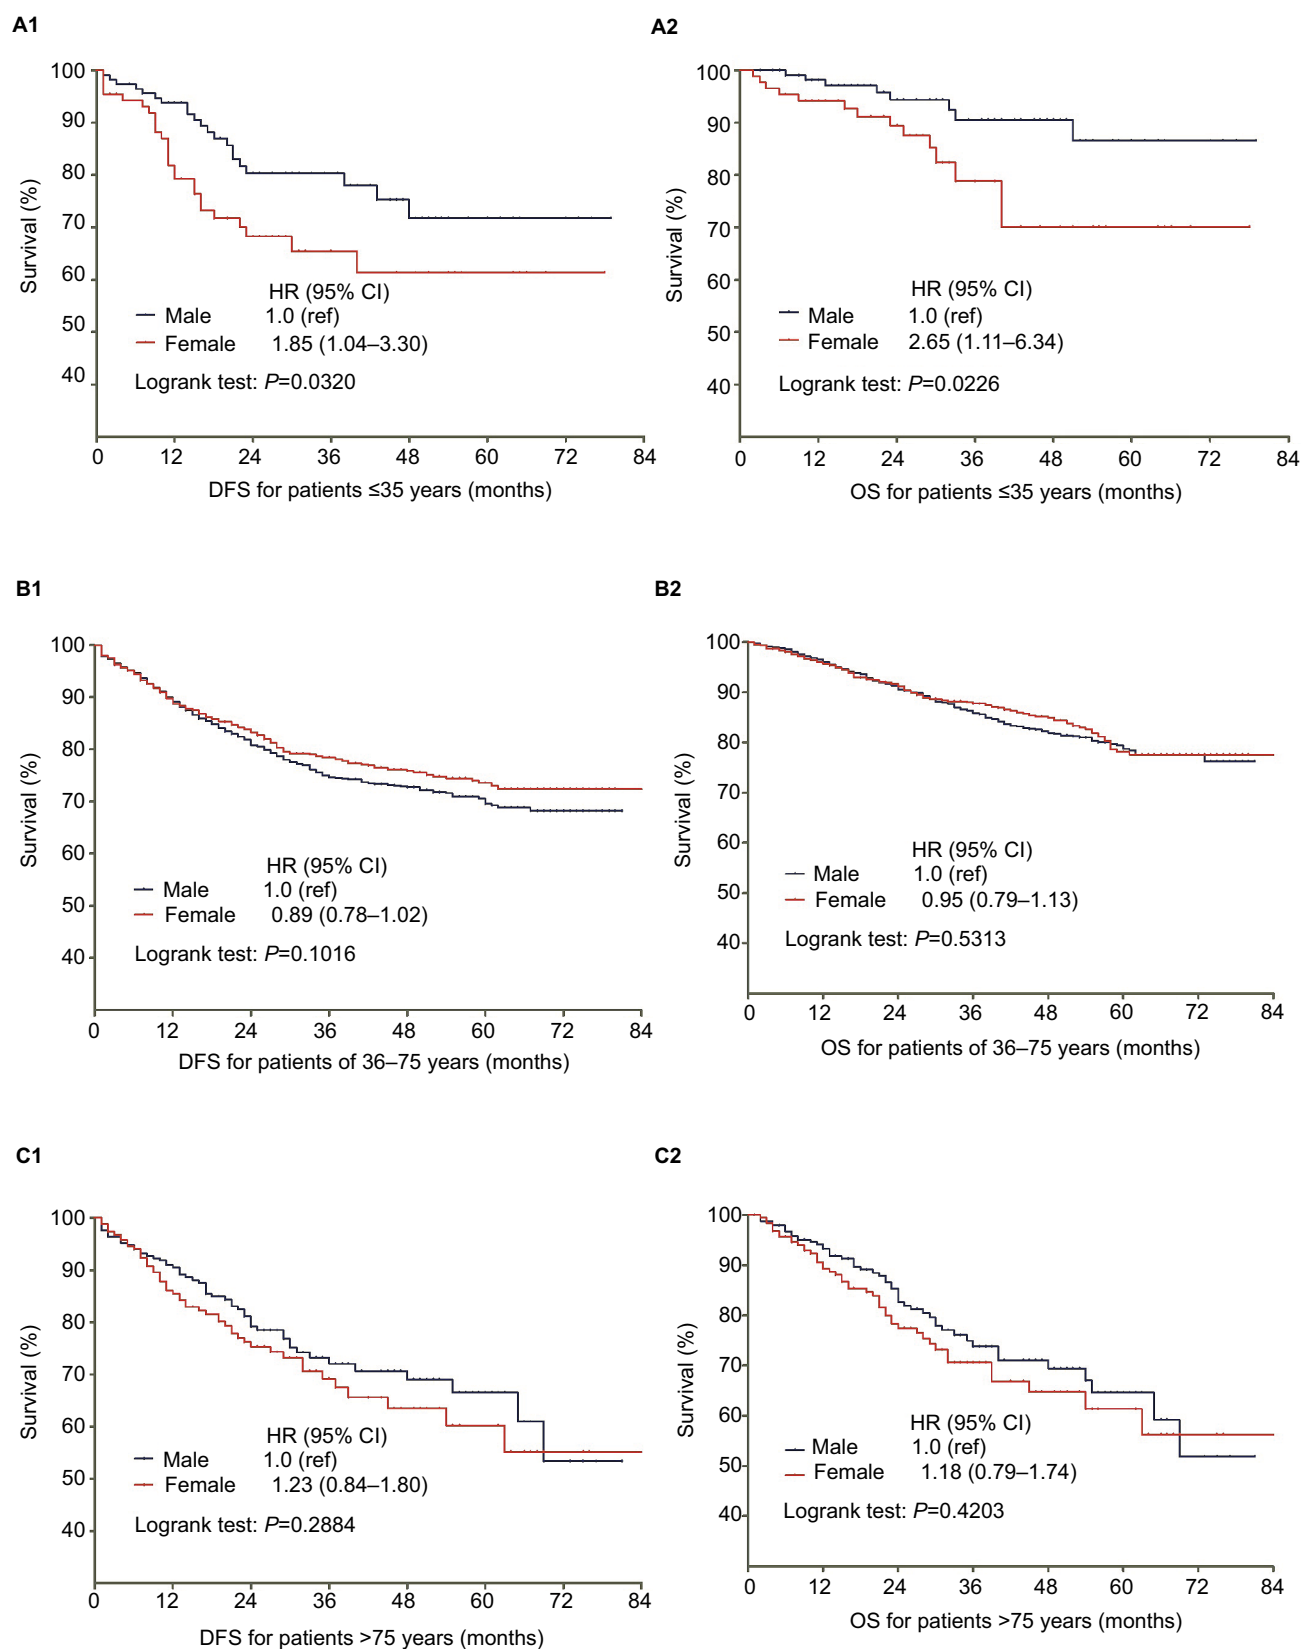 A1
100
90
80
70
60
50
40
Survival (%)
HR (95% CI)
Male 1.0 (ref)
Female 1.85 (1.04–3.30)
Logrank test: P=0.0320
0 12 24 36 48 60 72 84
DFS for patients ≤35 years (months)
A2
100
90
80
70
60
50
40
Survival (%)
HR (95% CI)
Male 1.0 (ref)
Female 2.65 (1.11–6.34)
Logrank test: P=0.0226
0 12 24 36 48 60 72 84
OS for patients ≤35 years (months)
B1
100
90
80
70
60
50
40
Survival (%)
HR (95% CI)
Male 1.0 (ref)
Female 0.89 (0.78–1.02)
Logrank test: P=0.1016
0 12 24 36 48 60 72 84
DFS for patients of 36–75 years (months)
B2
100
90
80
70
60
50
40
Survival (%)
HR (95% CI)
Male 1.0 (ref)
Female 0.95 (0.79–1.13)
Logrank test: P=0.5313
0 12 24 36 48 60 72 84
OS for patients of 36–75 years (months)
C1
100
90
80
70
60
50
40
Survival (%)
HR (95% CI)
Male 1.0 (ref)
Female 1.23 (0.84–1.80)
Logrank test: P=0.2884
0 12 24 36 48 60 72 84
DFS for patients >75 years (months)
C2
100
90
80
70
60
50
40
Survival (%)
HR (95% CI)
Male 1.0 (ref)
Female 1.18 (0.79–1.74)
Logrank test: P=0.4203
0 12 24 36 48 60 72 84
OS for patients >75 years (months)